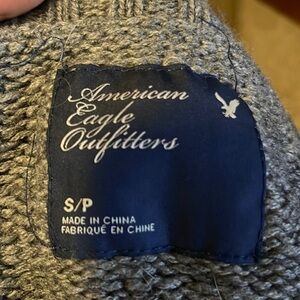 American
Eagle
Outfitters
S/P
MADE IN CHINA
FABRIQUÉ EN CHINE